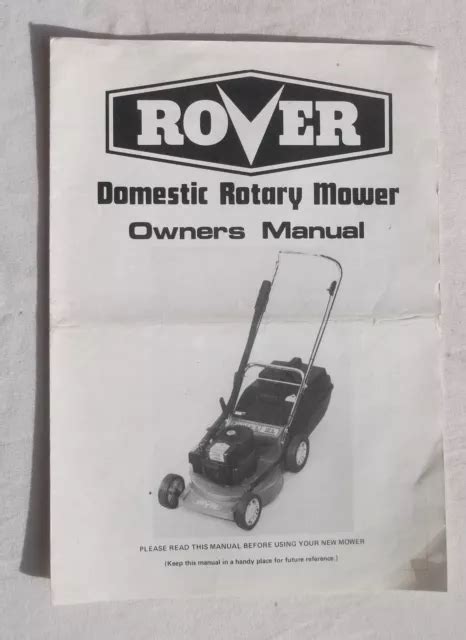 ROVER
Domestic Rotary Mower
Owners Manual
PLEASE READ THIS MANUAL BEFORE USING YOUR NEW MOWER
(Keep this manual in a handy place for future reference.)